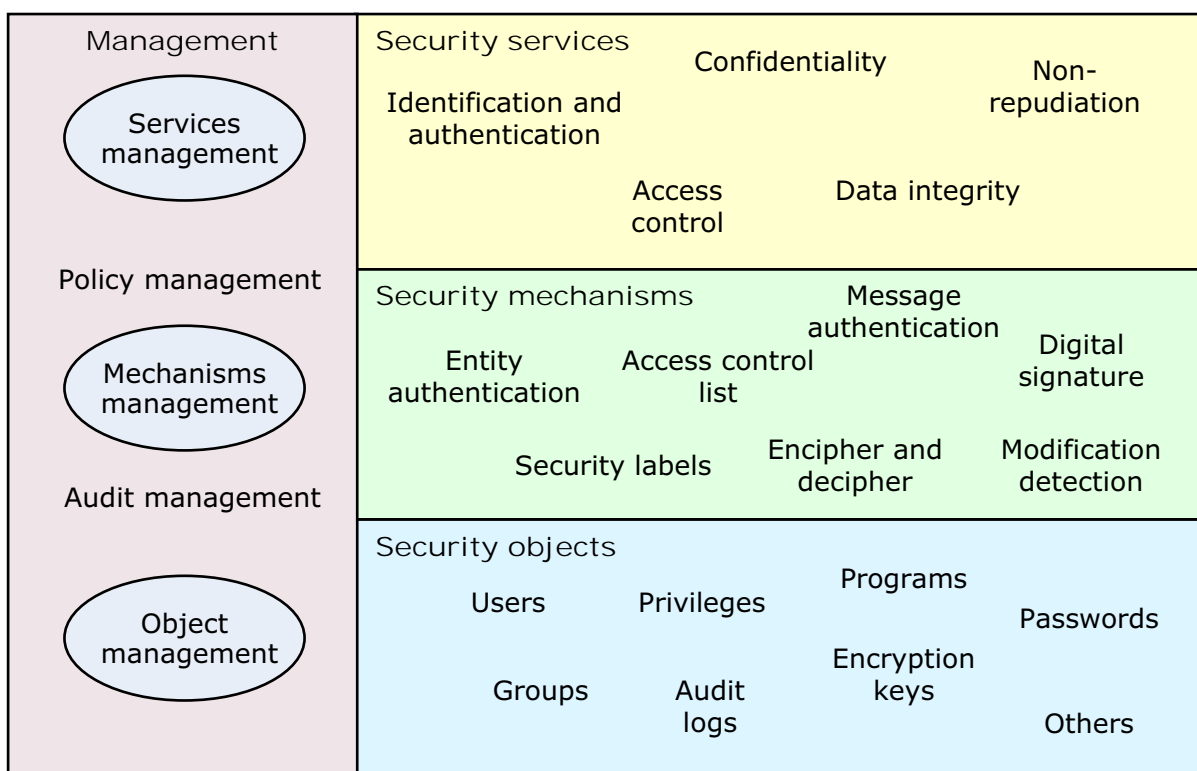 Management
Services
management
Policy management
Mechanisms
management
Audit management
Object
management
Security services
Confidentiality
Non-
repudiation
Identification and
authentication
Access
control
Data integrity
Security mechanisms
Message
authentication
Digital
signature
Entity
authentication
Access control
list
Security labels
Encipher and
decipher
Modification
detection
Security objects
Programs
Users
Privileges
Passwords
Encryption
keys
Groups
Audit
logs
Others